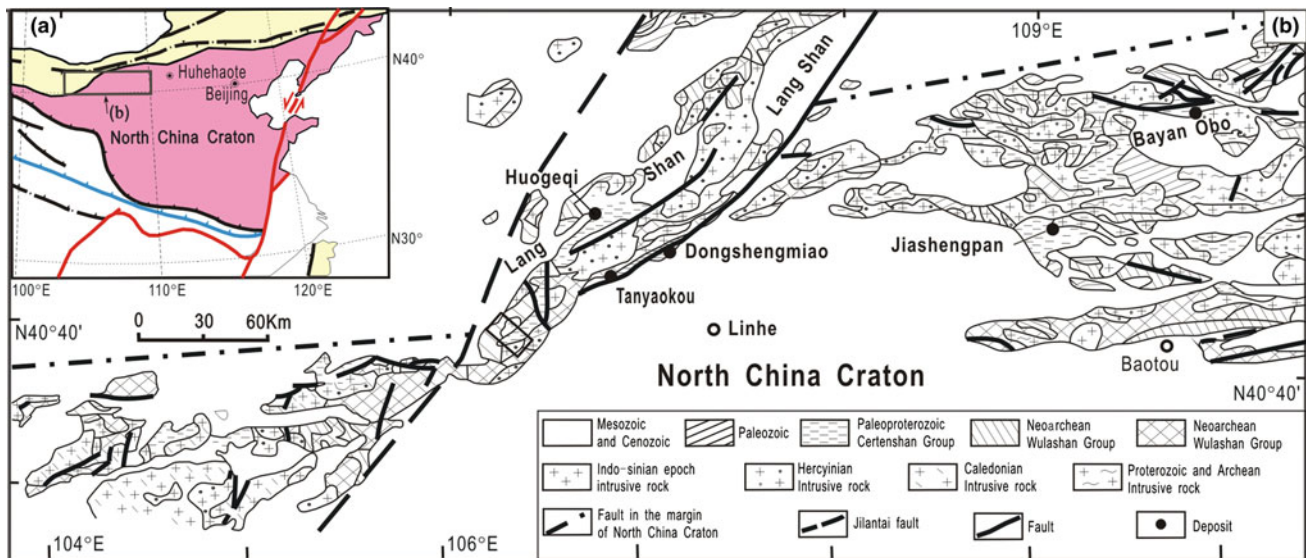 (a)
Huhehaote
Beijing
(b)
North China Craton
N40°
N30°
100°E
110°E
120°E
(b)
109°E
Lang Shan
Bayan Obo
Huogeqi
Shan
Lang
Jiashengpan
Dongshengmiao
Tanyaokou
N40°40'
0 30 60Km
Linhe
Baotou
North China Craton
N40°40'
104°E
106°E
Mesozoic
and Cenozoic
Paleozoic
Paleoproterozoic
Certenshan Group
Neoarchean
Wulashan Group
Neoarchean
Wulashan Group
Indo-sinian epoch
intrusive rock
Hercyinian
Intrusive rock
Caledonian
Intrusive rock
Proterozoic and Archean
Intrusive rock
Fault in the margin
of North China Craton
Jilantai fault
Fault
Deposit